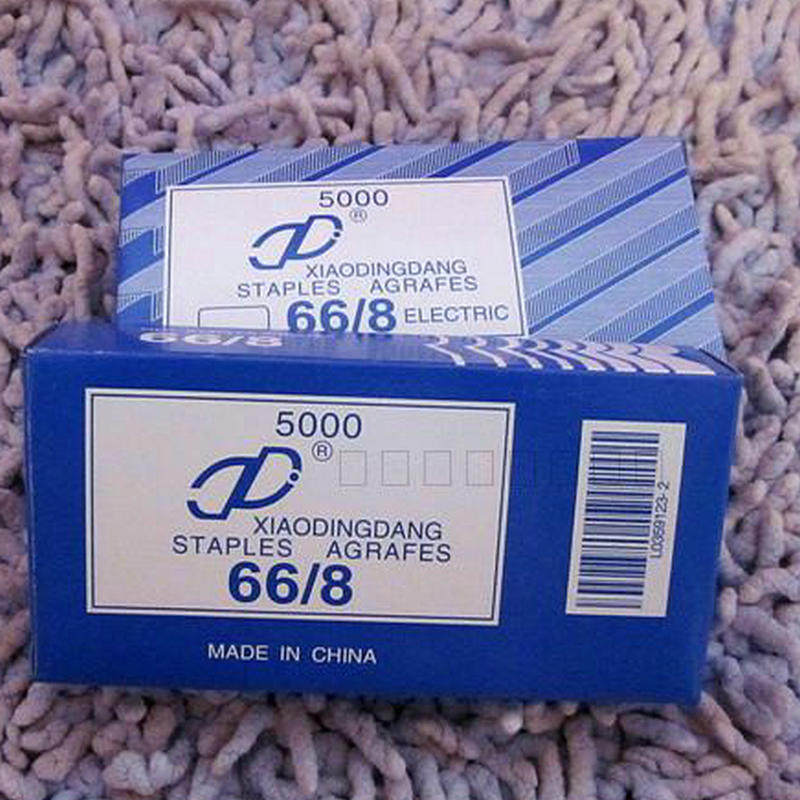 5000
®
XIAODINGDANG
STAPLES AGRAFES
66/8 ELECTRIC
66/8
5000
®
XIAODINGDANG
STAPLES AGRAFES
66/8
MADE IN CHINA
L0359123-2